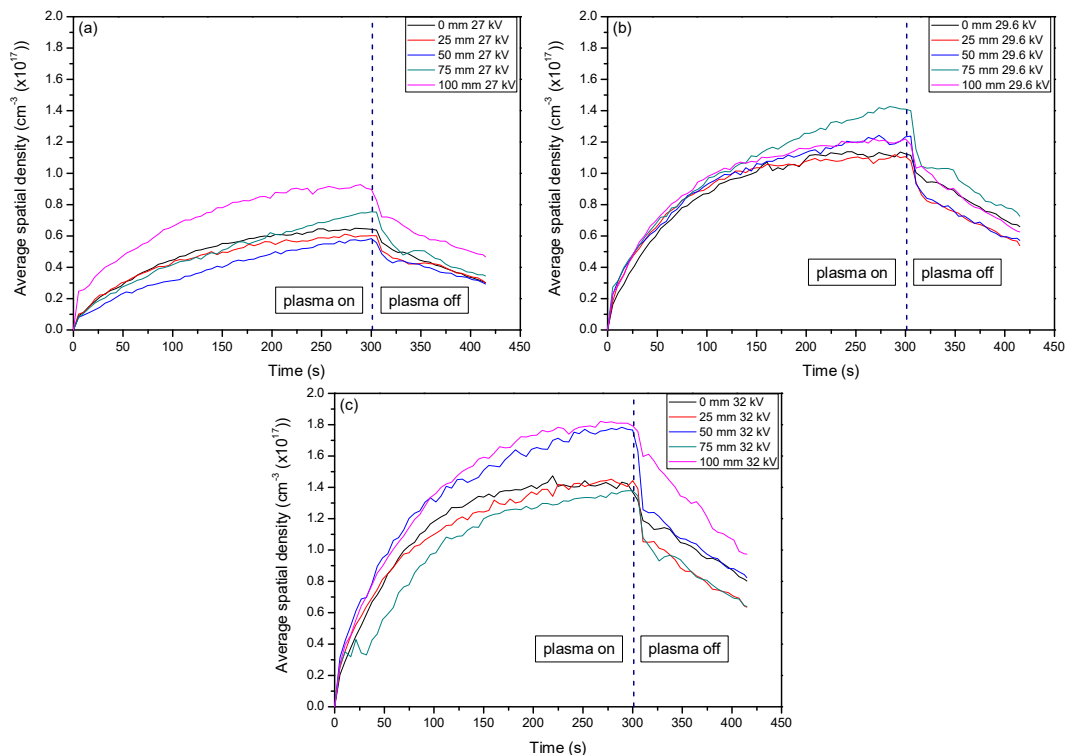 (a)
0 mm 27 kV
25 mm 27 kV
50 mm 27 kV
75 mm 27 kV
100 mm 27 kV
Average spatial density (cm⁻³ (x10¹⁷))
2.0
1.8
1.6
1.4
1.2
1.0
0.8
0.6
0.4
0.2
0.0
plasma on
plasma off
0 50 100 150 200 250 300 350 400 450
Time (s)
(b)
0 mm 29.6 kV
25 mm 29.6 kV
50 mm 29.6 kV
75 mm 29.6 kV
100 mm 29.6 kV
Average spatial density (cm⁻³ (x10¹⁷))
2.0
1.8
1.6
1.4
1.2
1.0
0.8
0.6
0.4
0.2
0.0
plasma on
plasma off
0 50 100 150 200 250 300 350 400 450
Time (s)
(c)
0 mm 32 kV
25 mm 32 kV
50 mm 32 kV
75 mm 32 kV
100 mm 32 kV
Average spatial density (cm⁻³ (x10¹⁷))
2.0
1.8
1.6
1.4
1.2
1.0
0.8
0.6
0.4
0.2
0.0
plasma on
plasma off
0 50 100 150 200 250 300 350 400 450
Time (s)